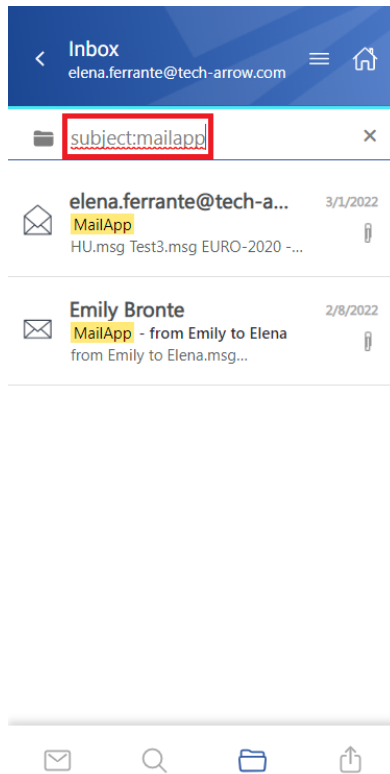 Inbox
elena.ferrante@tech-arrow.com
subject:mailapp
elena.ferrante@tech-a... 3/1/2022
MailApp
HU.msg Test3.msg EURO-2020 -...
Emily Bronte 2/8/2022
MailApp - from Emily to Elena
from Emily to Elena.msg...